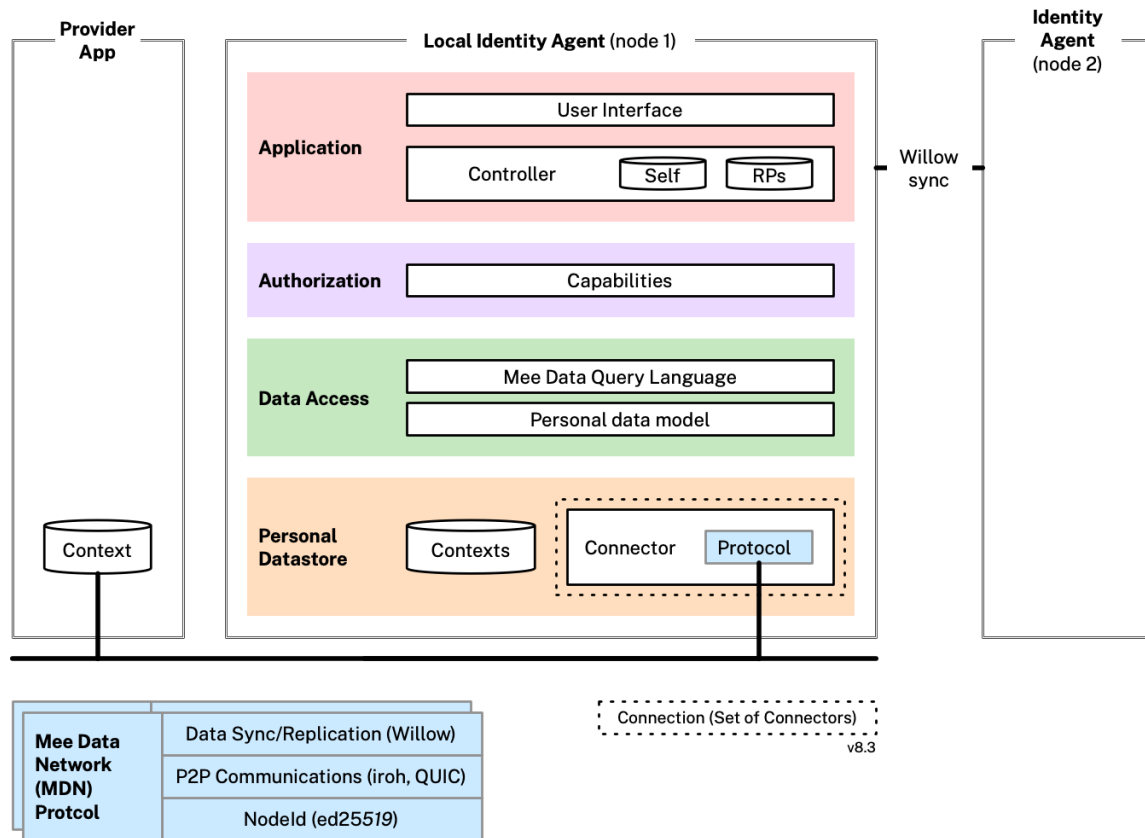 Provider
App
Local Identity Agent (node 1)
Identity
Agent
(node 2)
Application
User Interface
Controller
Self
RPs
Willow
sync
Authorization
Capabilities
Data Access
Mee Data Query Language
Personal data model
Personal
Datastore
Context
Contexts
Connector
Protocol
Mee Data
Network
(MDN)
Protcol
Data Sync/Replication (Willow)
P2P Communications (iroh, QUIC)
NodeId (ed25519)
Connection (Set of Connectors)
v8.3